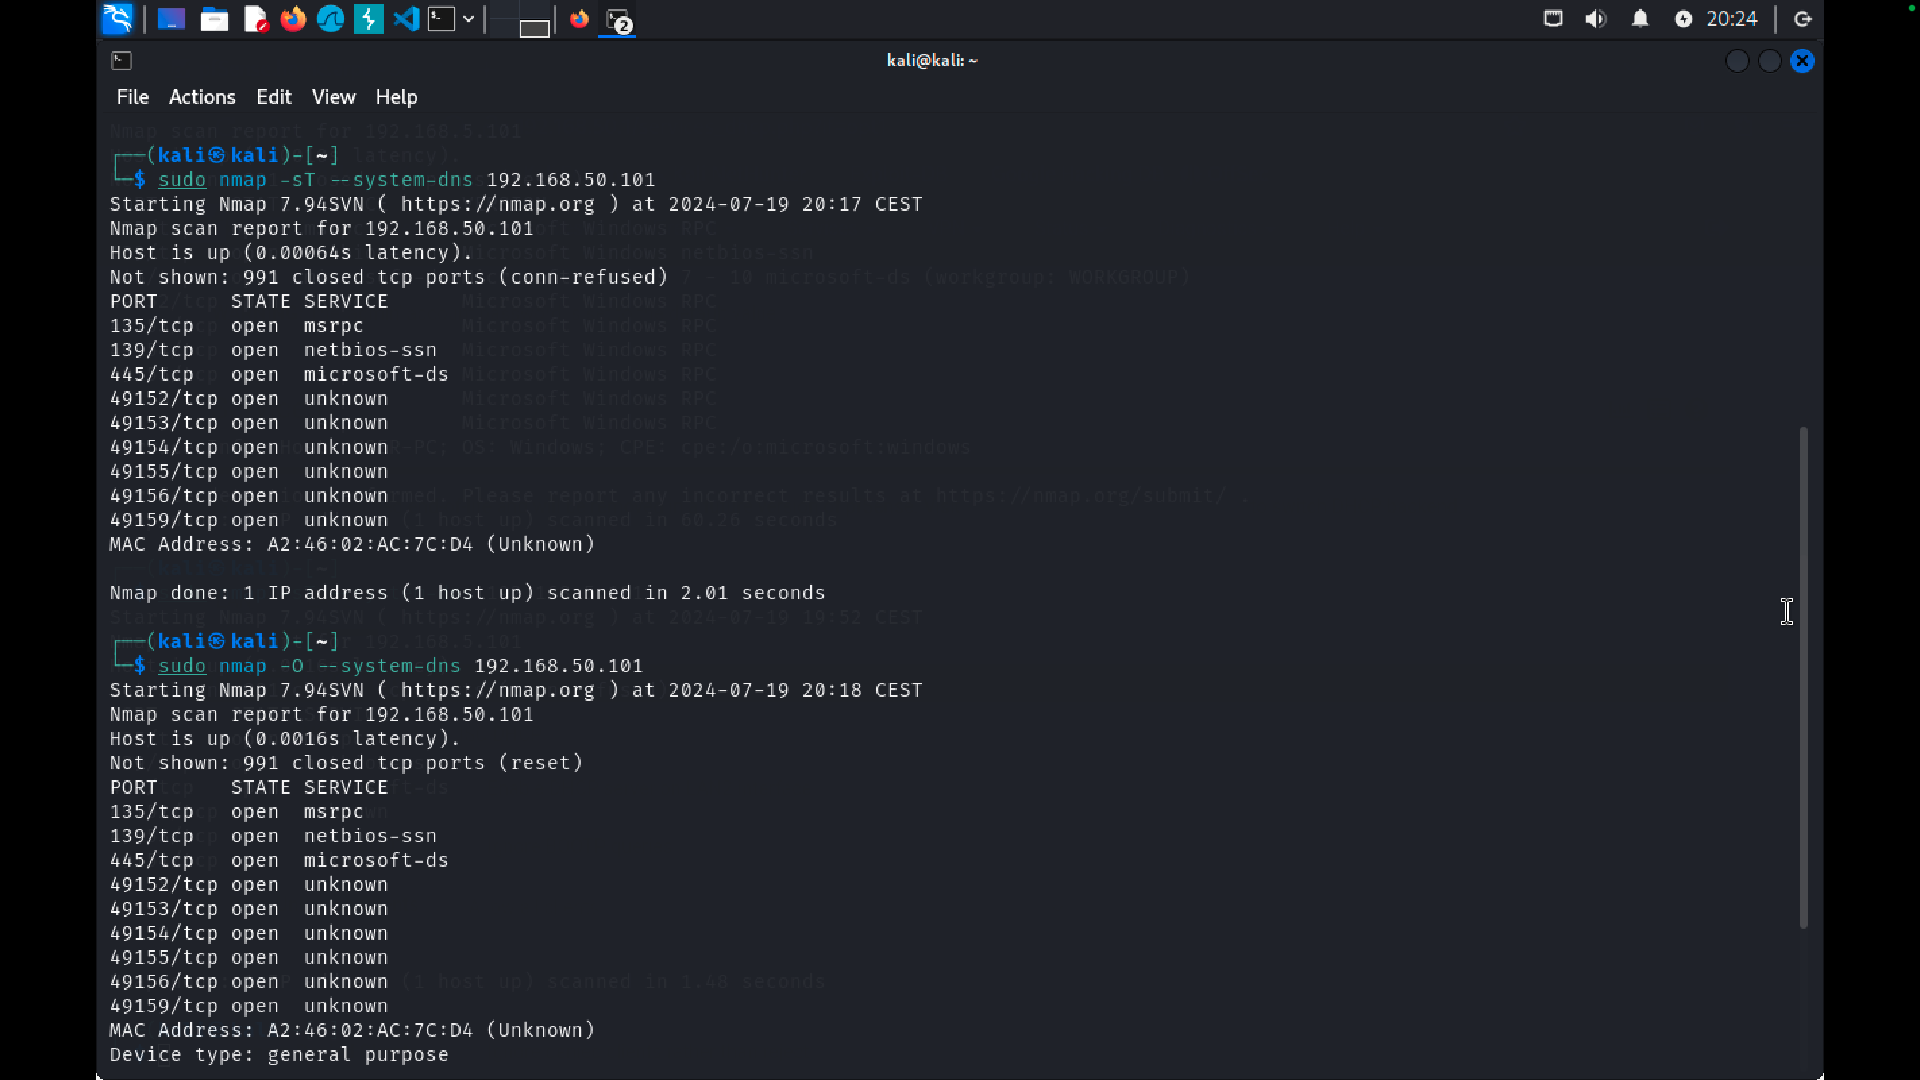 2
20:24
kali@kali: ~
File Actions Edit View Help
┌──(kali㉿kali)-[~]
└─$ sudo nmap -sT --system-dns 192.168.50.101
Starting Nmap 7.94SVN ( https://nmap.org ) at 2024-07-19 20:17 CEST
Nmap scan report for 192.168.50.101
Host is up (0.00064s latency).
Not shown: 991 closed tcp ports (conn-refused)
PORT      STATE SERVICE
135/tcp   open  msrpc
139/tcp   open  netbios-ssn
445/tcp   open  microsoft-ds
49152/tcp open  unknown
49153/tcp open  unknown
49154/tcp open  unknown
49155/tcp open  unknown
49156/tcp open  unknown
49159/tcp open  unknown
MAC Address: A2:46:02:AC:7C:D4 (Unknown)
Nmap done: 1 IP address (1 host up) scanned in 2.01 seconds
┌──(kali㉿kali)-[~]
└─$ sudo nmap -O --system-dns 192.168.50.101
Starting Nmap 7.94SVN ( https://nmap.org ) at 2024-07-19 20:18 CEST
Nmap scan report for 192.168.50.101
Host is up (0.0016s latency).
Not shown: 991 closed tcp ports (reset)
PORT      STATE SERVICE
135/tcp   open  msrpc
139/tcp   open  netbios-ssn
445/tcp   open  microsoft-ds
49152/tcp open  unknown
49153/tcp open  unknown
49154/tcp open  unknown
49155/tcp open  unknown
49156/tcp open  unknown
49159/tcp open  unknown
MAC Address: A2:46:02:AC:7C:D4 (Unknown)
Device type: general purpose